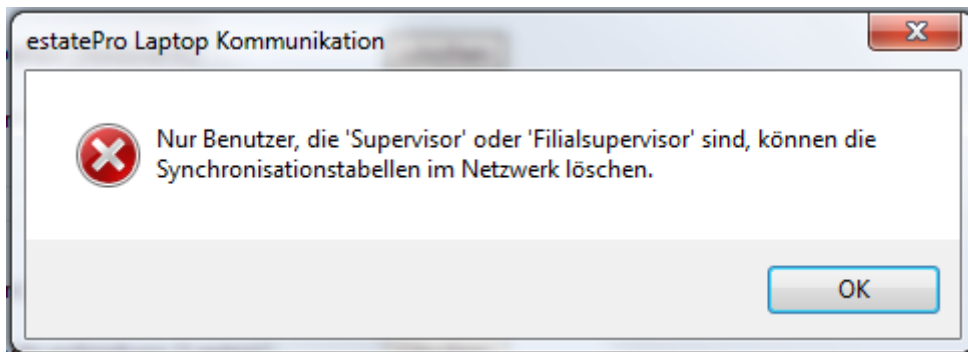 estatePro Laptop Kommunikation
Nur Benutzer, die 'Supervisor' oder 'Filialsupervisor' sind, können die
Synchronisationstabellen im Netzwerk löschen.
OK